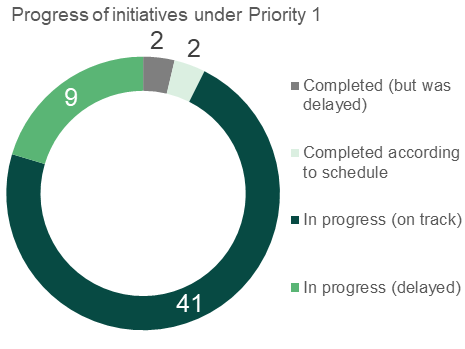 Progress of initiatives under Priority 1
2
2
9
41
Completed (but was
delayed)
Completed according
to schedule
In progress (on track)
In progress (delayed)